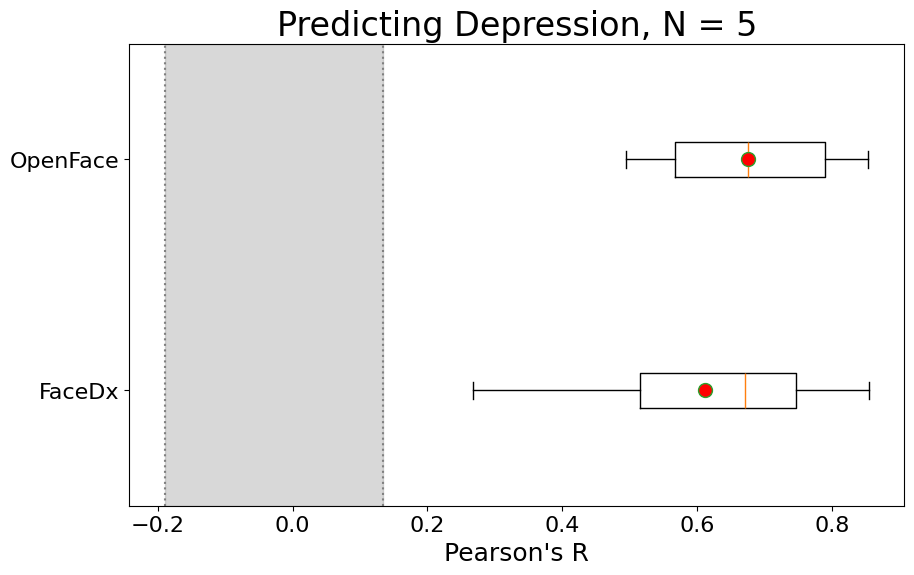 Predicting Depression, N = 5
OpenFace
FaceDx
−0.2 0.0 0.2 0.4 0.6 0.8
Pearson's R